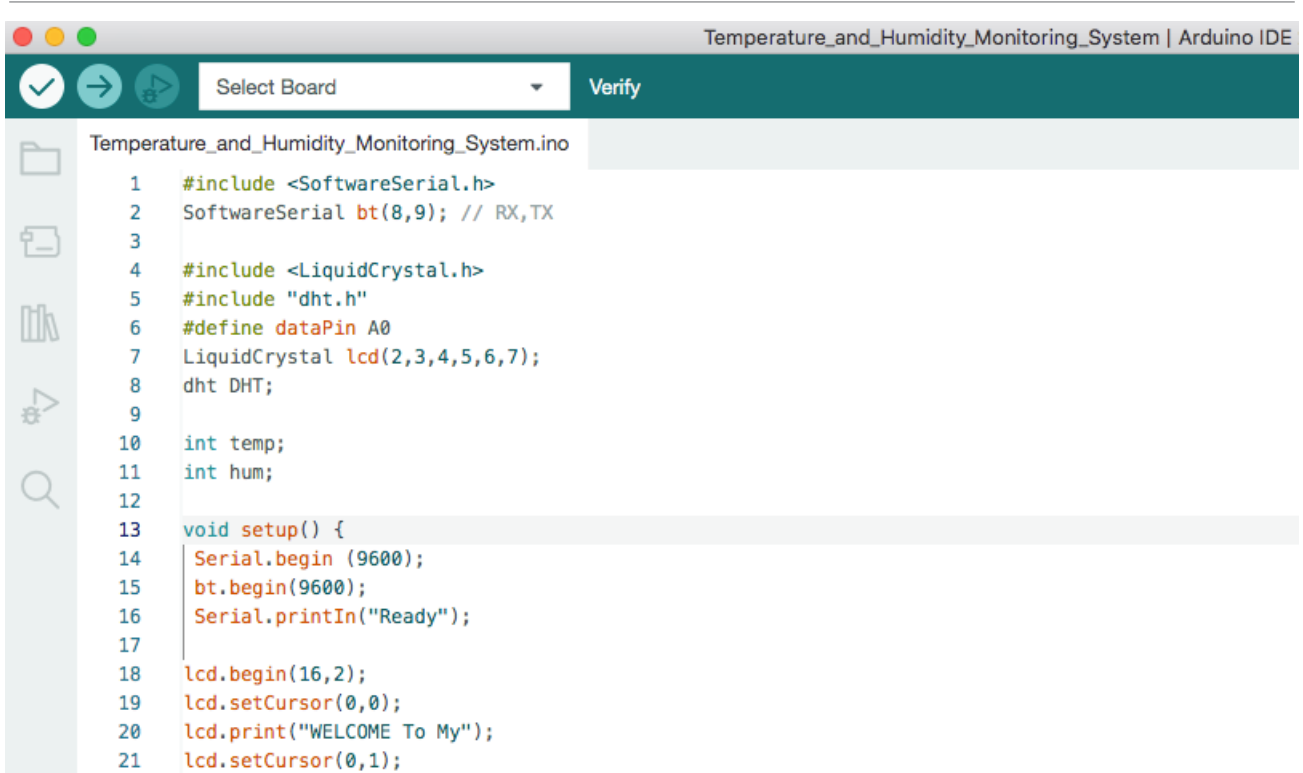 Temperature_and_Humidity_Monitoring_System | Arduino IDE
Select Board
Verify
Temperature_and_Humidity_Monitoring_System.ino
1 #include <SoftwareSerial.h>
2 SoftwareSerial bt(8,9); // RX,TX
3
4 #include <LiquidCrystal.h>
5 #include "dht.h"
6 #define dataPin A0
7 LiquidCrystal lcd(2,3,4,5,6,7);
8 dht DHT;
9
10 int temp;
11 int hum;
12
13 void setup() {
14 Serial.begin (9600);
15 bt.begin(9600);
16 Serial.printIn("Ready");
17
18 lcd.begin(16,2);
19 lcd.setCursor(0,0);
20 lcd.print("WELCOME To My");
21 lcd.setCursor(0,1);